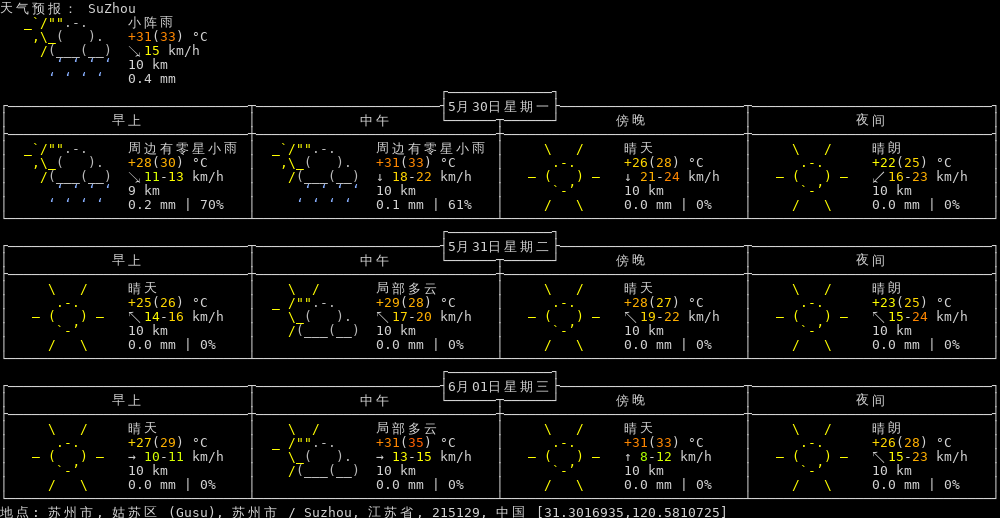 天气预报: SuZhou
小阵雨
+31(33) °C
↘ 15 km/h
10 km
0.4 mm
5月30日星期一
早上 中午 傍晚 夜间
周边有零星小雨 周边有零星小雨 晴天 晴朗
+28(30) °C +31(33) °C +26(28) °C +22(25) °C
↘ 11-13 km/h ↓ 18-22 km/h ↓ 21-24 km/h ↙ 16-23 km/h
9 km 10 km 10 km 10 km
0.2 mm | 70% 0.1 mm | 61% 0.0 mm | 0% 0.0 mm | 0%
5月31日星期二
早上 中午 傍晚 夜间
晴天 局部多云 晴天 晴朗
+25(26) °C +29(28) °C +28(27) °C +23(25) °C
↖ 14-16 km/h ↖ 17-20 km/h ↖ 19-22 km/h ↖ 15-24 km/h
10 km 10 km 10 km 10 km
0.0 mm | 0% 0.0 mm | 0% 0.0 mm | 0% 0.0 mm | 0%
6月01日星期三
早上 中午 傍晚 夜间
晴天 局部多云 晴天 晴朗
+27(29) °C +31(35) °C +31(33) °C +26(28) °C
→ 10-11 km/h → 13-15 km/h ↑ 8-12 km/h ↖ 15-23 km/h
10 km 10 km 10 km 10 km
0.0 mm | 0% 0.0 mm | 0% 0.0 mm | 0% 0.0 mm | 0%
地点: 苏州市, 姑苏区 (Gusu), 苏州市 / Suzhou, 江苏省, 215129, 中国 [31.3016935,120.5810725]